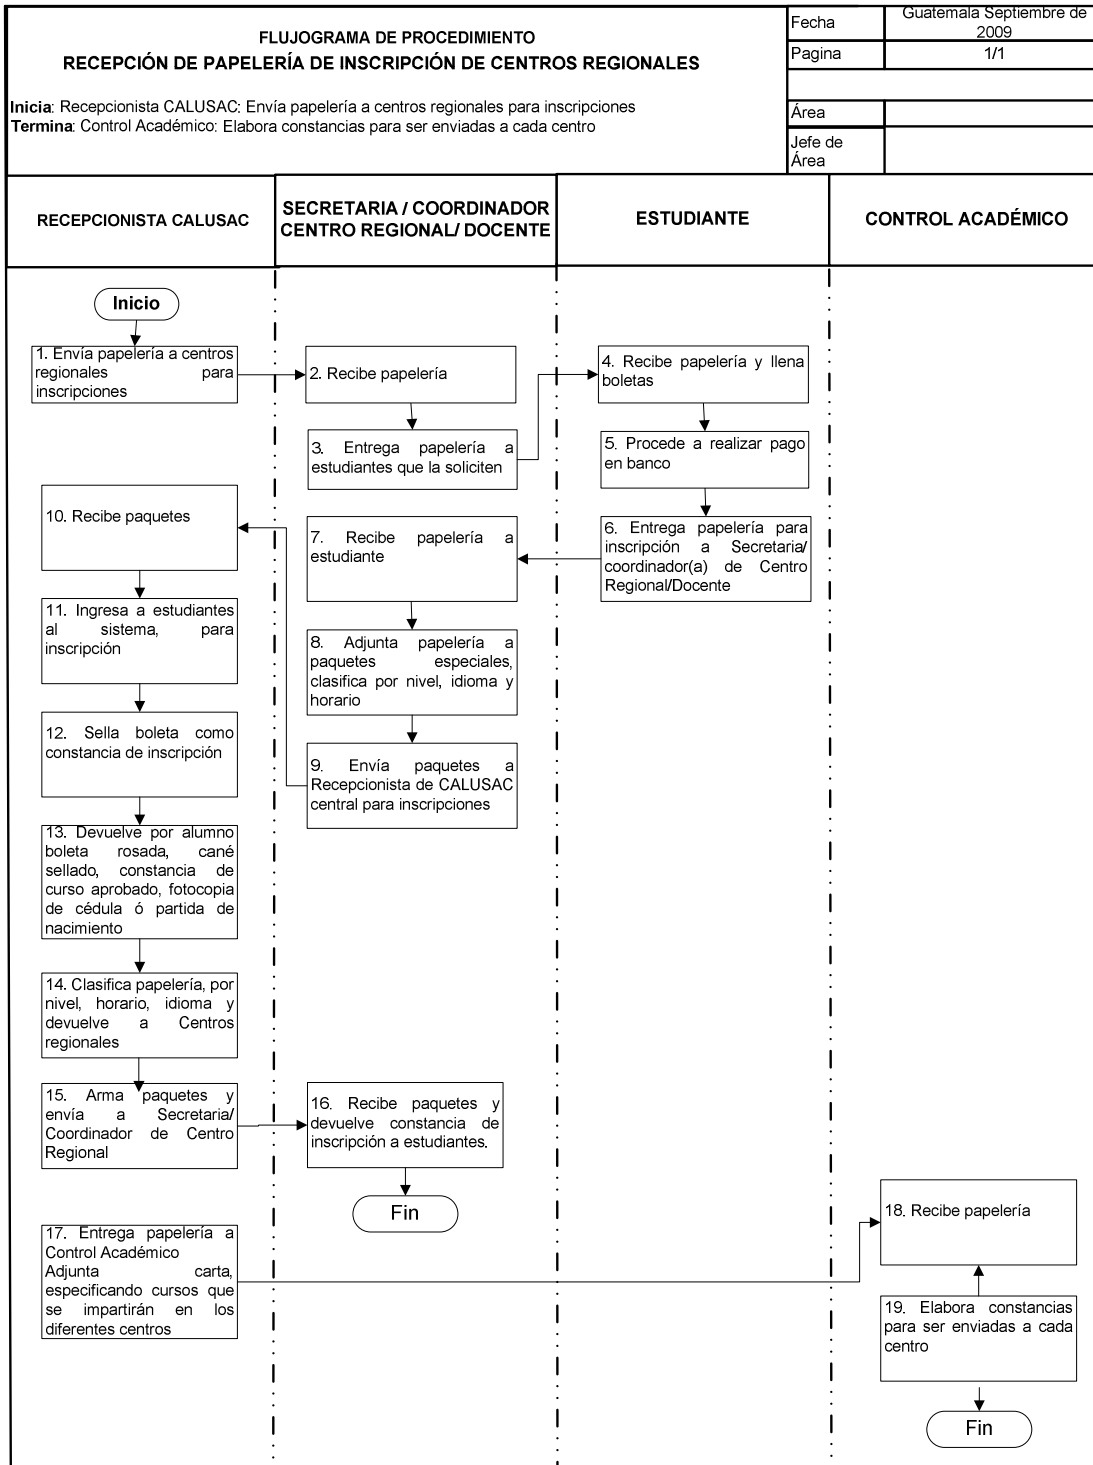 FLUJOGRAMA DE PROCEDIMIENTO
RECEPCIÓN DE PAPELERÍA DE INSCRIPCIÓN DE CENTROS REGIONALES
Inicia: Recepcionista CALUSAC: Envía papelería a centros regionales para inscripciones
Termina: Control Académico: Elabora constancias para ser enviadas a cada centro
Fecha
Guatemala Septiembre de
2009
Pagina
1/1
Área
Jefe de
Área
RECEPCIONISTA CALUSAC
SECRETARIA / COORDINADOR
CENTRO REGIONAL/ DOCENTE
ESTUDIANTE
CONTROL ACADÉMICO
Inicio
1. Envía papelería a centros
regionales para
inscripciones
2. Recibe papelería
3. Entrega papelería a
estudiantes que la soliciten
4. Recibe papelería y llena
boletas
5. Procede a realizar pago
en banco
6. Entrega papelería para
inscripción a Secretaria/
coordinador(a) de Centro
Regional/Docente
7. Recibe papelería a
estudiante
8. Adjunta papelería a
paquetes especiales,
clasifica por nivel, idioma y
horario
9. Envía paquetes a
Recepcionista de CALUSAC
central para inscripciones
10. Recibe paquetes
11. Ingresa a estudiantes
al sistema, para
inscripción
12. Sella boleta como
constancia de inscripción
13. Devuelve por alumno
boleta rosada, cané
sellado, constancia de
curso aprobado, fotocopia
de cédula ó partida de
nacimiento
14. Clasifica papelería, por
nivel, horario, idioma y
devuelve a Centros
regionales
15. Arma paquetes y
envía a Secretaria/
Coordinador de Centro
Regional
16. Recibe paquetes y
devuelve constancia de
inscripción a estudiantes.
Fin
17. Entrega papelería a
Control Académico
Adjunta carta,
especificando cursos que
se impartirán en los
diferentes centros
18. Recibe papelería
19. Elabora constancias
para ser enviadas a cada
centro
Fin